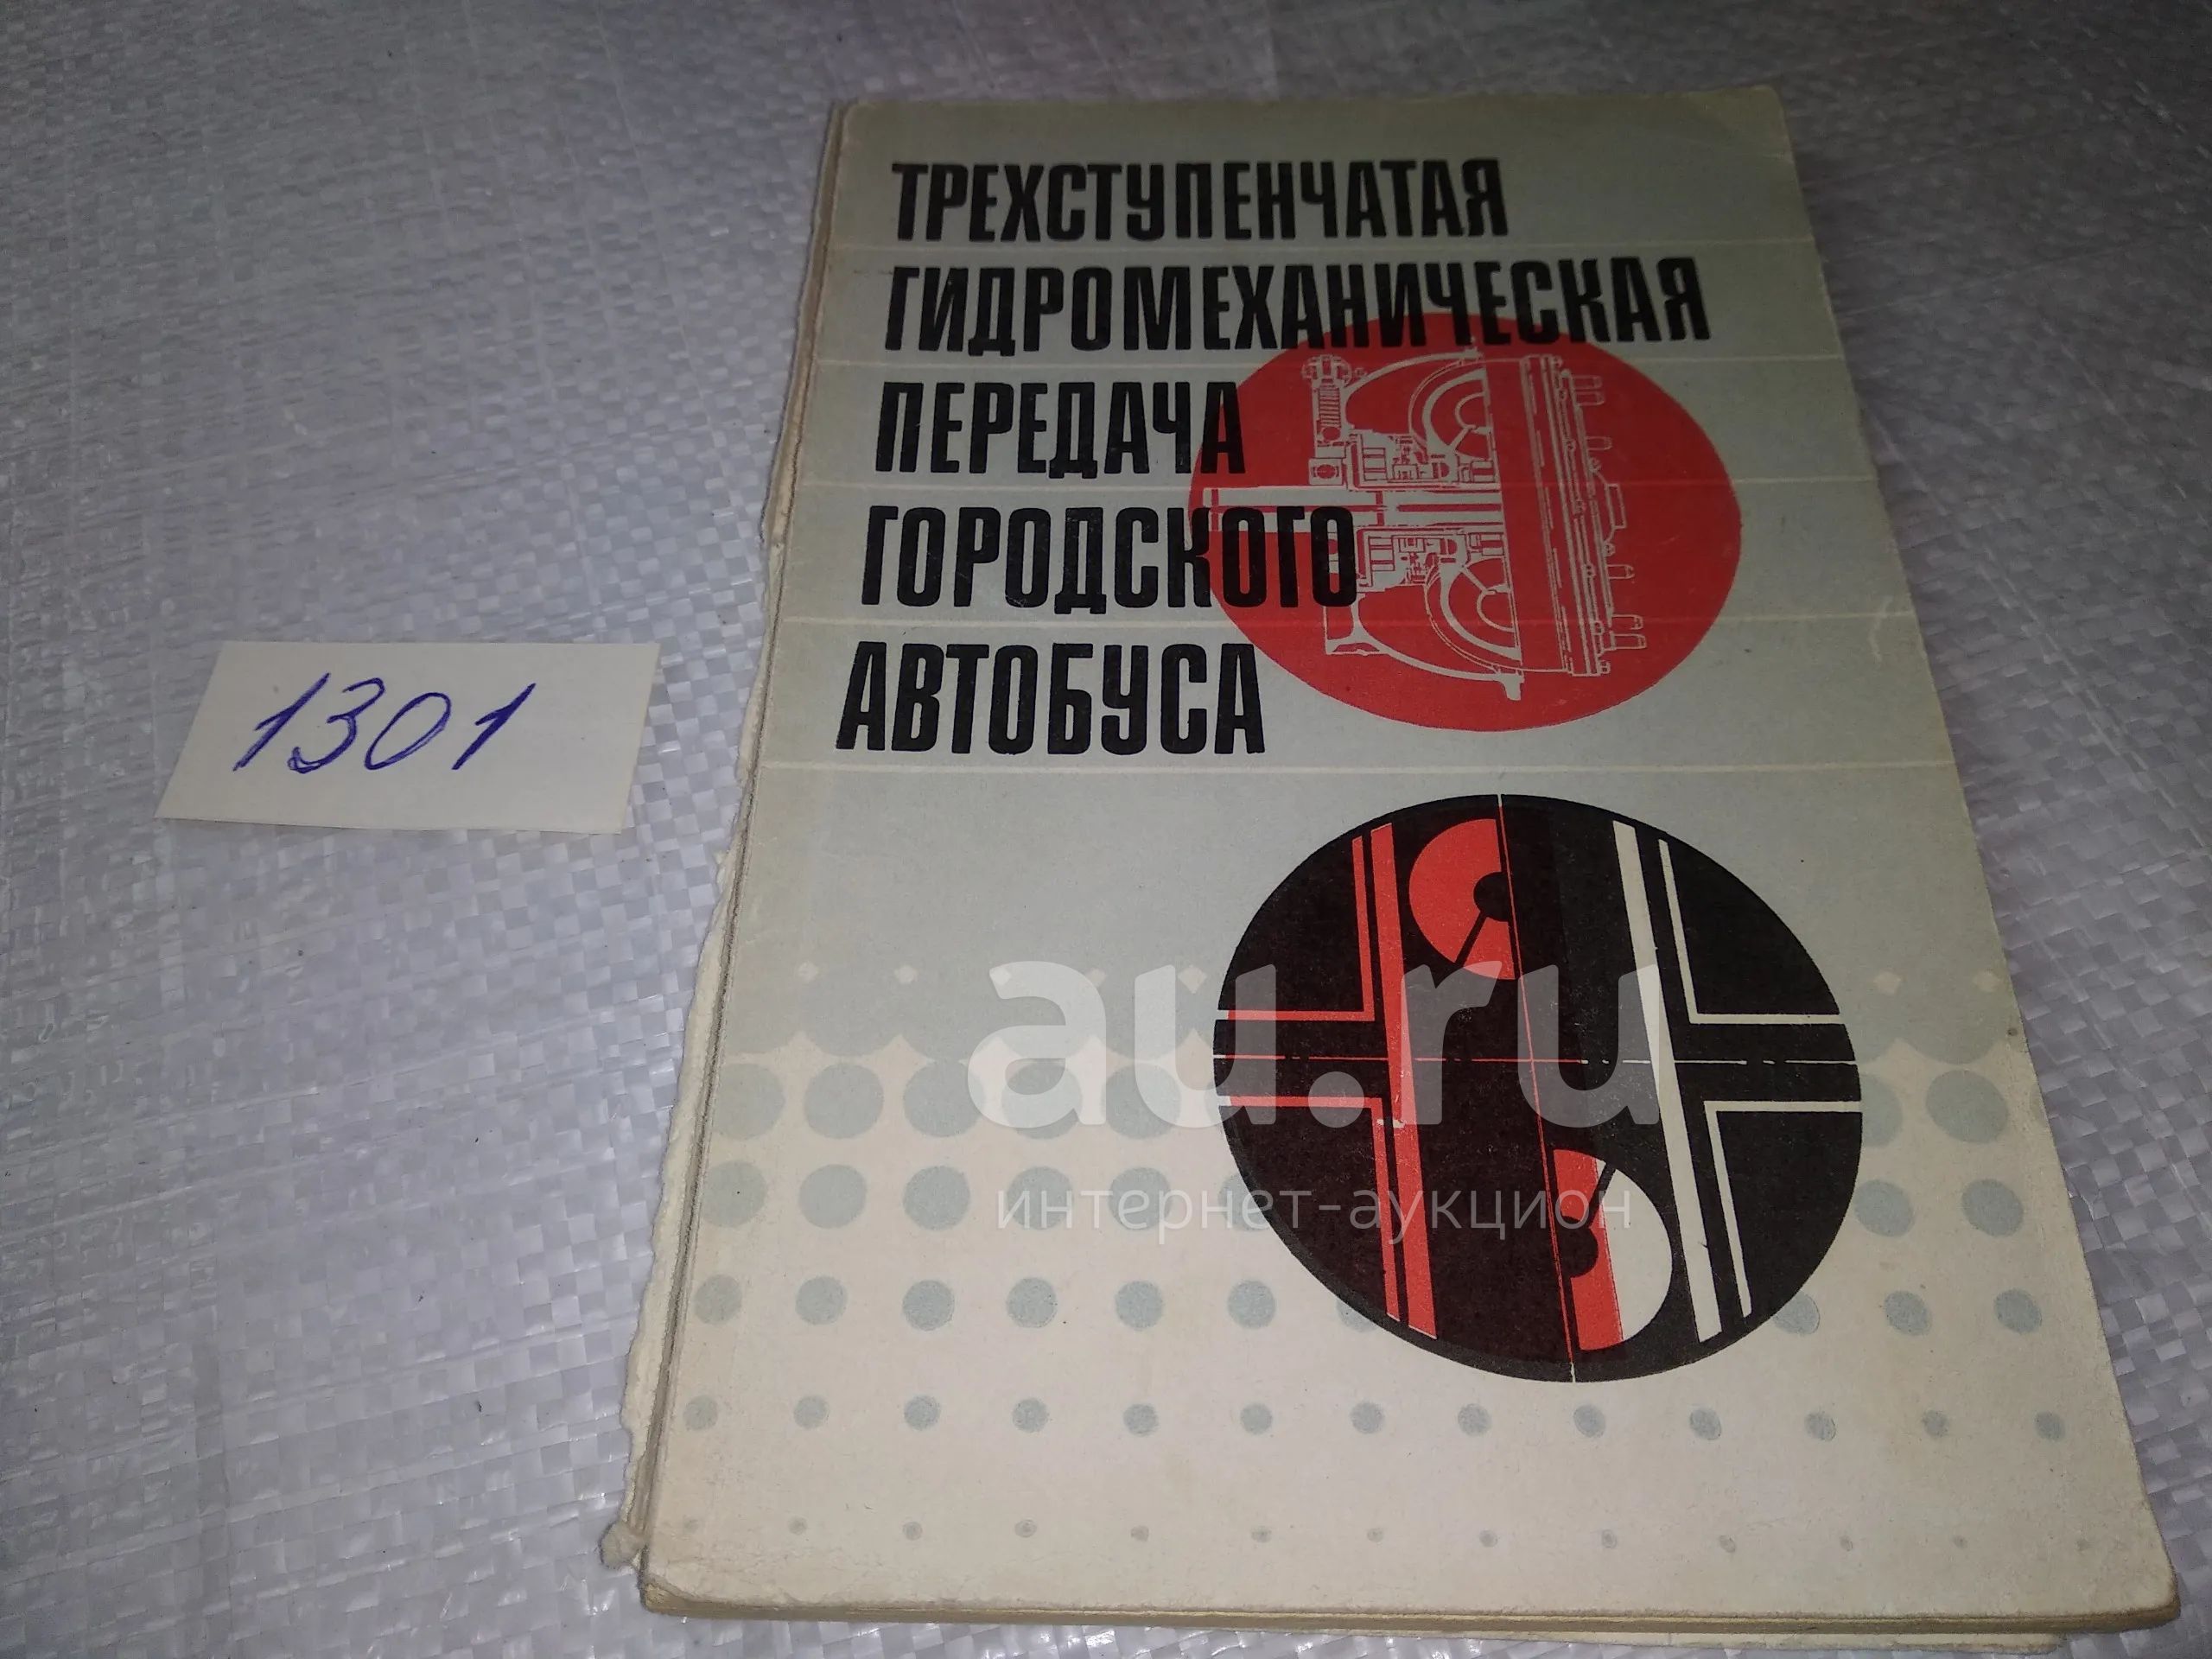 ТРЕХСТУПЕНЧАТАЯ
ГИДРОМЕХАНИЧЕСКАЯ
ПЕРЕДАЧА
ГОРОДСКОГО
АВТОБУСА
1301
au.ru
интернет-аукцион